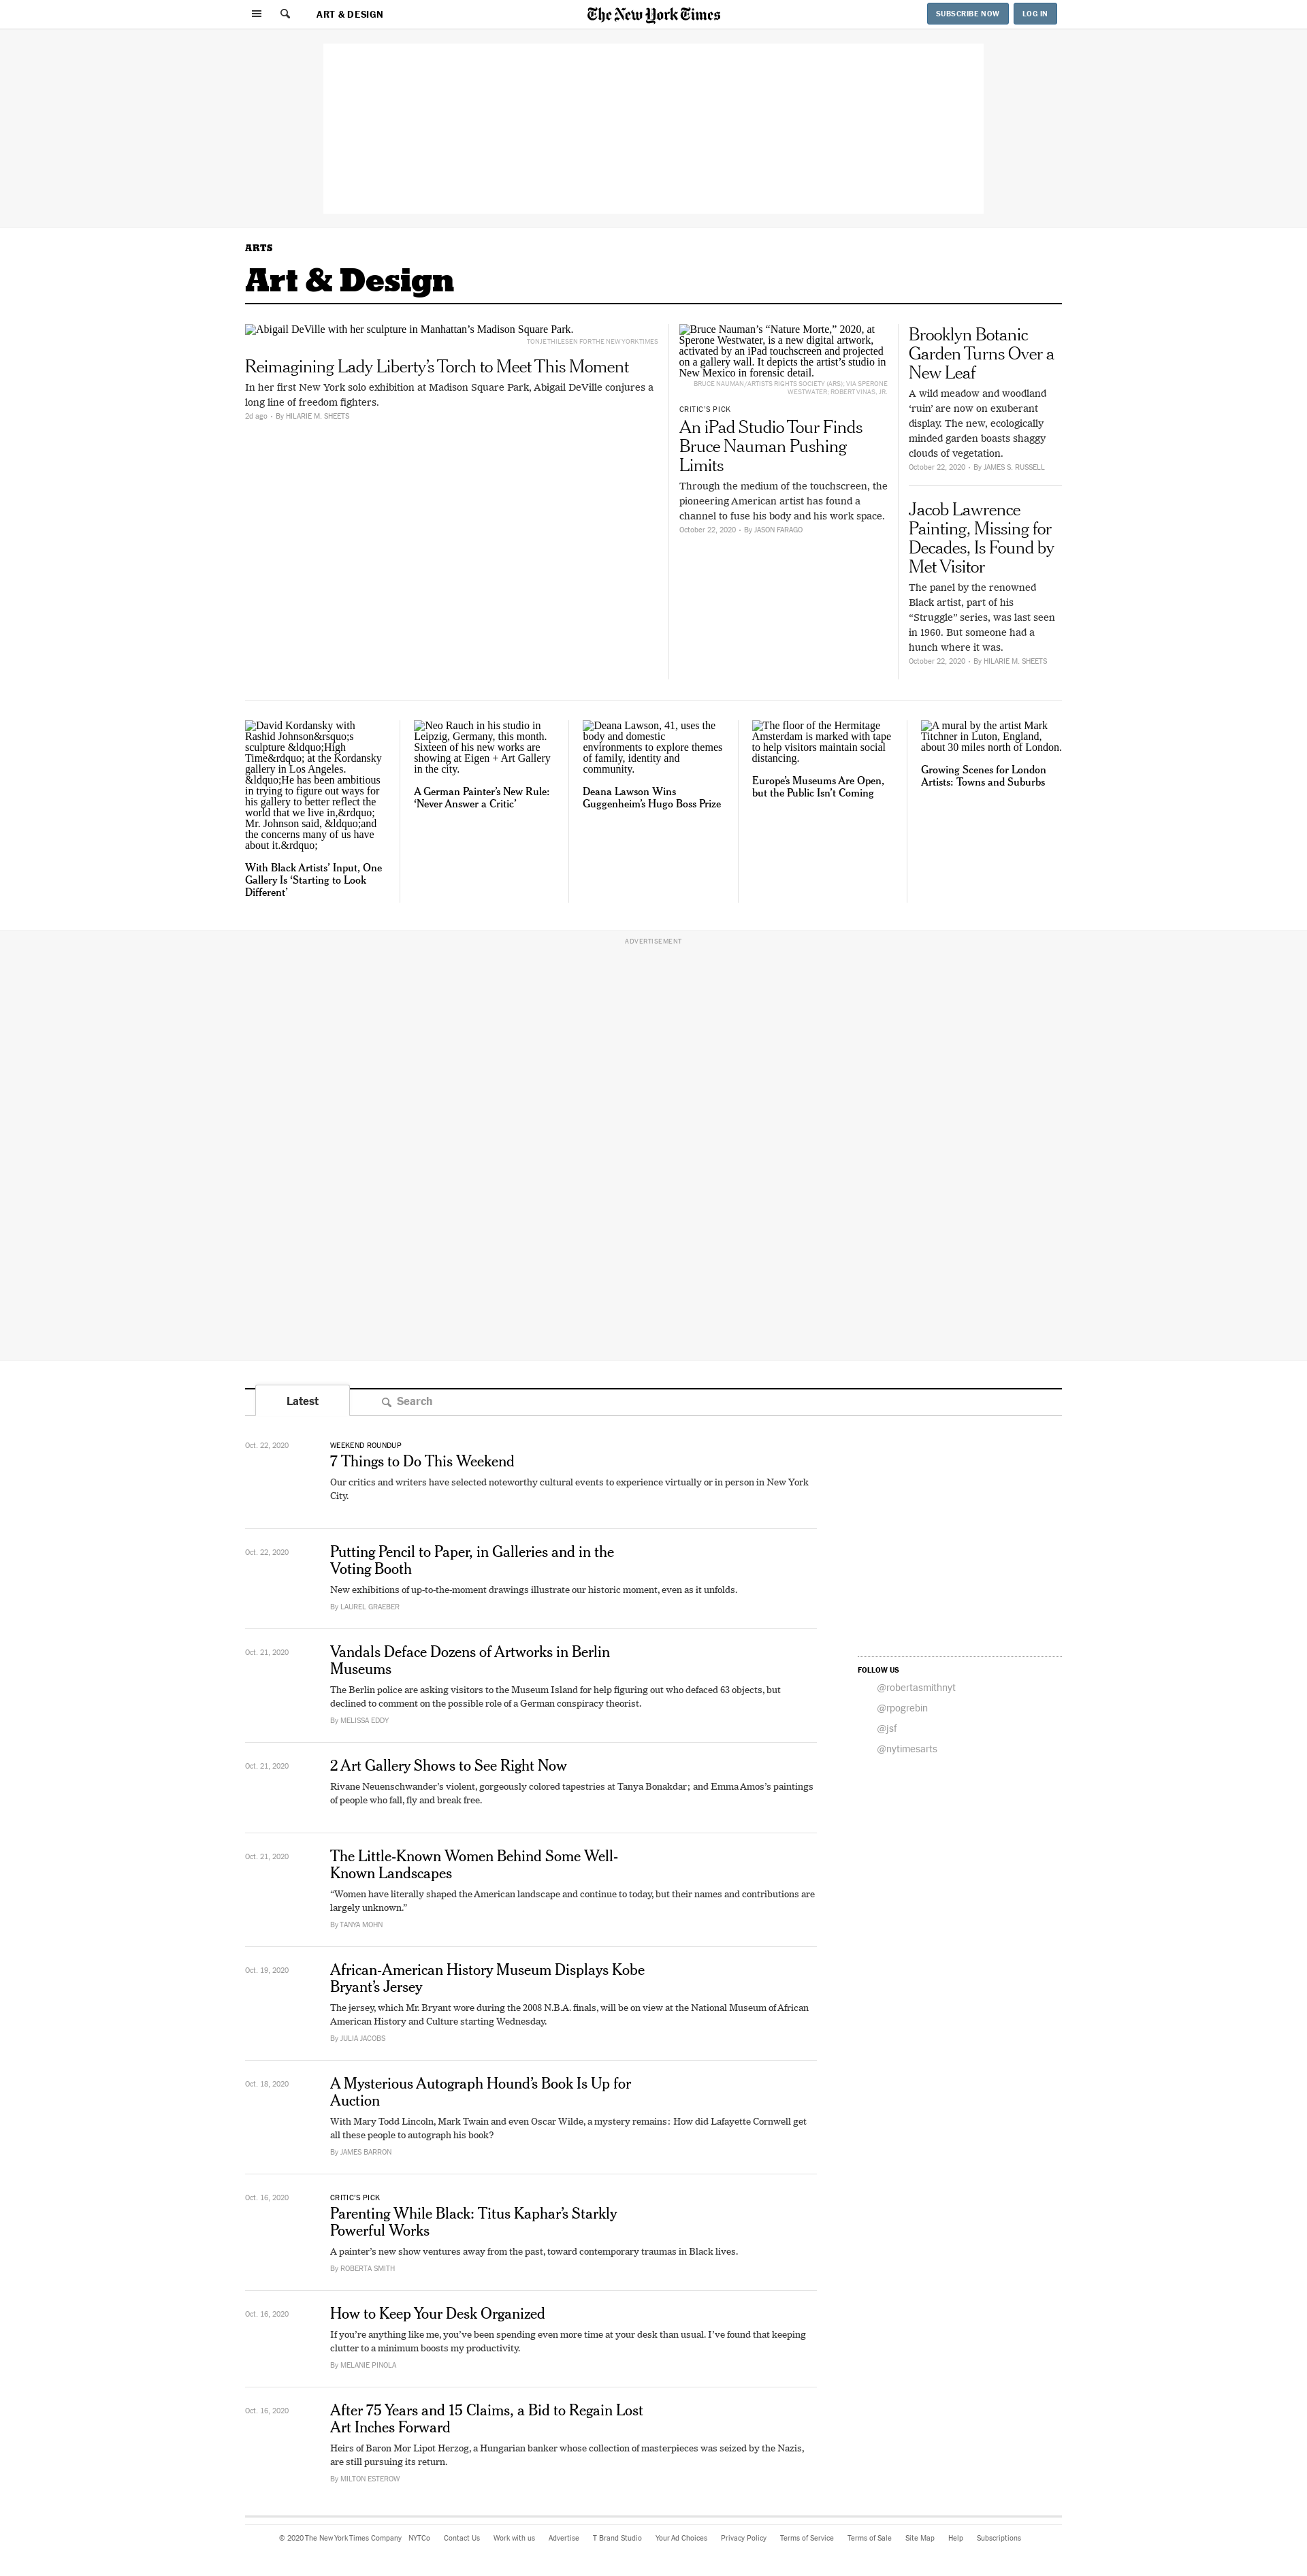 ART & DESIGN
The New York Times
SUBSCRIBE NOW
LOG IN
ARTS
Art & Design
Abigail DeVille with her sculpture in Manhattan’s Madison Square Park.
TONJE THILESEN FOR THE NEW YORK TIMES
Reimagining Lady Liberty’s Torch to Meet This Moment
In her first New York solo exhibition at Madison Square Park, Abigail DeVille conjures a
long line of freedom fighters.
2d ago • By HILARIE M. SHEETS
Bruce Nauman’s “Nature Morte,” 2020, at
Sperone Westwater, is a new digital artwork,
activated by an iPad touchscreen and projected
on a gallery wall. It depicts the artist’s studio in
New Mexico in forensic detail.
BRUCE NAUMAN/ARTISTS RIGHTS SOCIETY (ARS); VIA SPERONE
WESTWATER; ROBERT VINAS, JR.
CRITIC’S PICK
An iPad Studio Tour Finds
Bruce Nauman Pushing
Limits
Through the medium of the touchscreen, the
pioneering American artist has found a
channel to fuse his body and his work space.
October 22, 2020 • By JASON FARAGO
Brooklyn Botanic
Garden Turns Over a
New Leaf
A wild meadow and woodland
‘ruin’ are now on exuberant
display. The new, ecologically
minded garden boasts shaggy
clouds of vegetation.
October 22, 2020 • By JAMES S. RUSSELL
Jacob Lawrence
Painting, Missing for
Decades, Is Found by
Met Visitor
The panel by the renowned
Black artist, part of his
“Struggle” series, was last seen
in 1960. But someone had a
hunch where it was.
October 22, 2020 • By HILARIE M. SHEETS
David Kordansky with
Rashid Johnson&rsquo;s
sculpture &ldquo;High
Time&rdquo; at the Kordansky
gallery in Los Angeles.
&ldquo;He has been ambitious
in trying to figure out ways for
his gallery to better reflect the
world that we live in,&rdquo;
Mr. Johnson said, &ldquo;and
the concerns many of us have
about it.&rdquo;
With Black Artists’ Input, One
Gallery Is ‘Starting to Look
Different’
Neo Rauch in his studio in
Leipzig, Germany, this month.
Sixteen of his new works are
showing at Eigen + Art Gallery
in the city.
A German Painter’s New Rule:
‘Never Answer a Critic’
Deana Lawson, 41, uses the
body and domestic
environments to explore themes
of family, identity and
community.
Deana Lawson Wins
Guggenheim’s Hugo Boss Prize
The floor of the Hermitage
Amsterdam is marked with tape
to help visitors maintain social
distancing.
Europe’s Museums Are Open,
but the Public Isn’t Coming
A mural by the artist Mark
Titchner in Luton, England,
about 30 miles north of London.
Growing Scenes for London
Artists: Towns and Suburbs
ADVERTISEMENT
Latest
Search
Oct. 22, 2020
WEEKEND ROUNDUP
7 Things to Do This Weekend
Our critics and writers have selected noteworthy cultural events to experience virtually or in person in New York
City.
Oct. 22, 2020
Putting Pencil to Paper, in Galleries and in the
Voting Booth
New exhibitions of up-to-the-moment drawings illustrate our historic moment, even as it unfolds.
By LAUREL GRAEBER
Oct. 21, 2020
Vandals Deface Dozens of Artworks in Berlin
Museums
The Berlin police are asking visitors to the Museum Island for help figuring out who defaced 63 objects, but
declined to comment on the possible role of a German conspiracy theorist.
By MELISSA EDDY
FOLLOW US
@robertasmithnyt
@rpogrebin
@jsf
@nytimesarts
Oct. 21, 2020
2 Art Gallery Shows to See Right Now
Rivane Neuenschwander’s violent, gorgeously colored tapestries at Tanya Bonakdar; and Emma Amos’s paintings
of people who fall, fly and break free.
Oct. 21, 2020
The Little-Known Women Behind Some Well-
Known Landscapes
“Women have literally shaped the American landscape and continue to today, but their names and contributions are
largely unknown.”
By TANYA MOHN
Oct. 19, 2020
African-American History Museum Displays Kobe
Bryant’s Jersey
The jersey, which Mr. Bryant wore during the 2008 N.B.A. finals, will be on view at the National Museum of African
American History and Culture starting Wednesday.
By JULIA JACOBS
Oct. 18, 2020
A Mysterious Autograph Hound’s Book Is Up for
Auction
With Mary Todd Lincoln, Mark Twain and even Oscar Wilde, a mystery remains: How did Lafayette Cornwell get
all these people to autograph his book?
By JAMES BARRON
Oct. 16, 2020
CRITIC’S PICK
Parenting While Black: Titus Kaphar’s Starkly
Powerful Works
A painter’s new show ventures away from the past, toward contemporary traumas in Black lives.
By ROBERTA SMITH
Oct. 16, 2020
How to Keep Your Desk Organized
If you’re anything like me, you’ve been spending even more time at your desk than usual. I’ve found that keeping
clutter to a minimum boosts my productivity.
By MELANIE PINOLA
Oct. 16, 2020
After 75 Years and 15 Claims, a Bid to Regain Lost
Art Inches Forward
Heirs of Baron Mor Lipot Herzog, a Hungarian banker whose collection of masterpieces was seized by the Nazis,
are still pursuing its return.
By MILTON ESTEROW
© 2020 The New York Times Company NYTCo Contact Us Work with us Advertise T Brand Studio Your Ad Choices Privacy Policy Terms of Service Terms of Sale Site Map Help Subscriptions